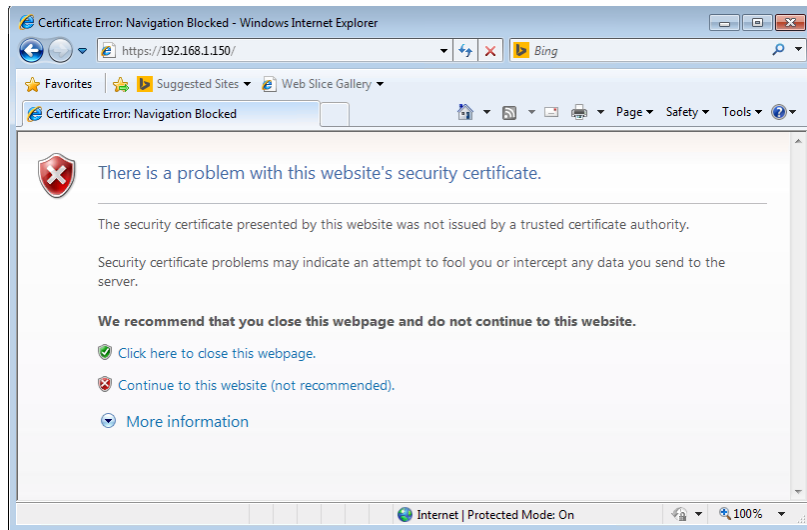 Certificate Error: Navigation Blocked - Windows Internet Explorer
https://192.168.1.150/
Bing
Favorites
Suggested Sites
Web Slice Gallery
Certificate Error: Navigation Blocked
Page
Safety
Tools
There is a problem with this website's security certificate.
The security certificate presented by this website was not issued by a trusted certificate authority.
Security certificate problems may indicate an attempt to fool you or intercept any data you send to the
server.
We recommend that you close this webpage and do not continue to this website.
Click here to close this webpage.
Continue to this website (not recommended).
More information
Internet | Protected Mode: On
100%